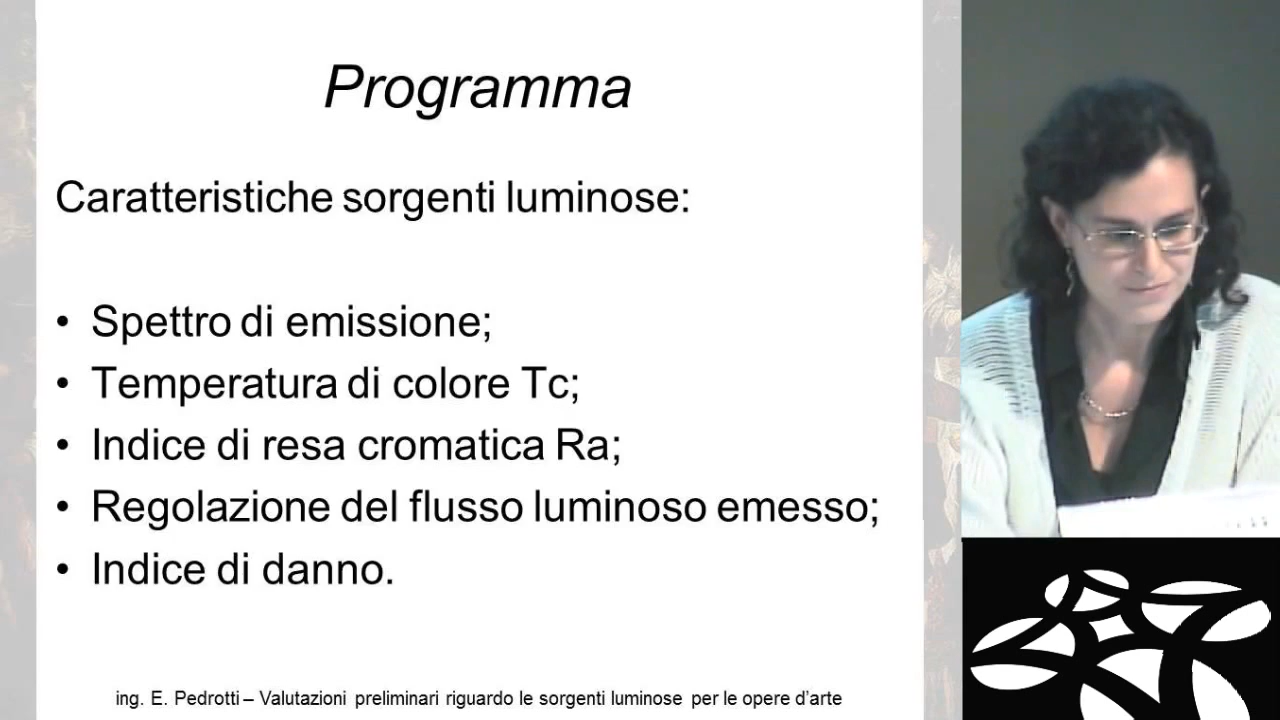 Programma
Caratteristiche sorgenti luminose:
• Spettro di emissione;
• Temperatura di colore Tc;
• Indice di resa cromatica Ra;
• Regolazione del flusso luminoso emesso;
• Indice di danno.
ing. E. Pedrotti – Valutazioni preliminari riguardo le sorgenti luminose per le opere d’arte